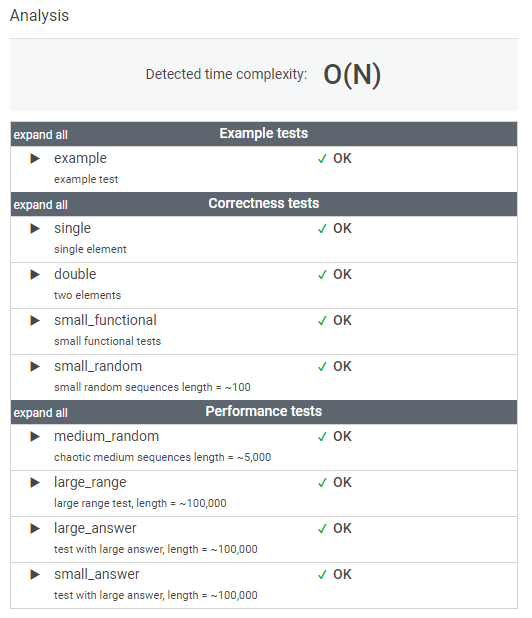 Analysis
Detected time complexity: O(N)
expand all Example tests
▶ example ✓ OK
example test
expand all Correctness tests
▶ single ✓ OK
single element
▶ double ✓ OK
two elements
▶ small_functional ✓ OK
small functional tests
▶ small_random ✓ OK
small random sequences length = ~100
expand all Performance tests
▶ medium_random ✓ OK
chaotic medium sequences length = ~5,000
▶ large_range ✓ OK
large range test, length = ~100,000
▶ large_answer ✓ OK
test with large answer, length = ~100,000
▶ small_answer ✓ OK
test with large answer, length = ~100,000